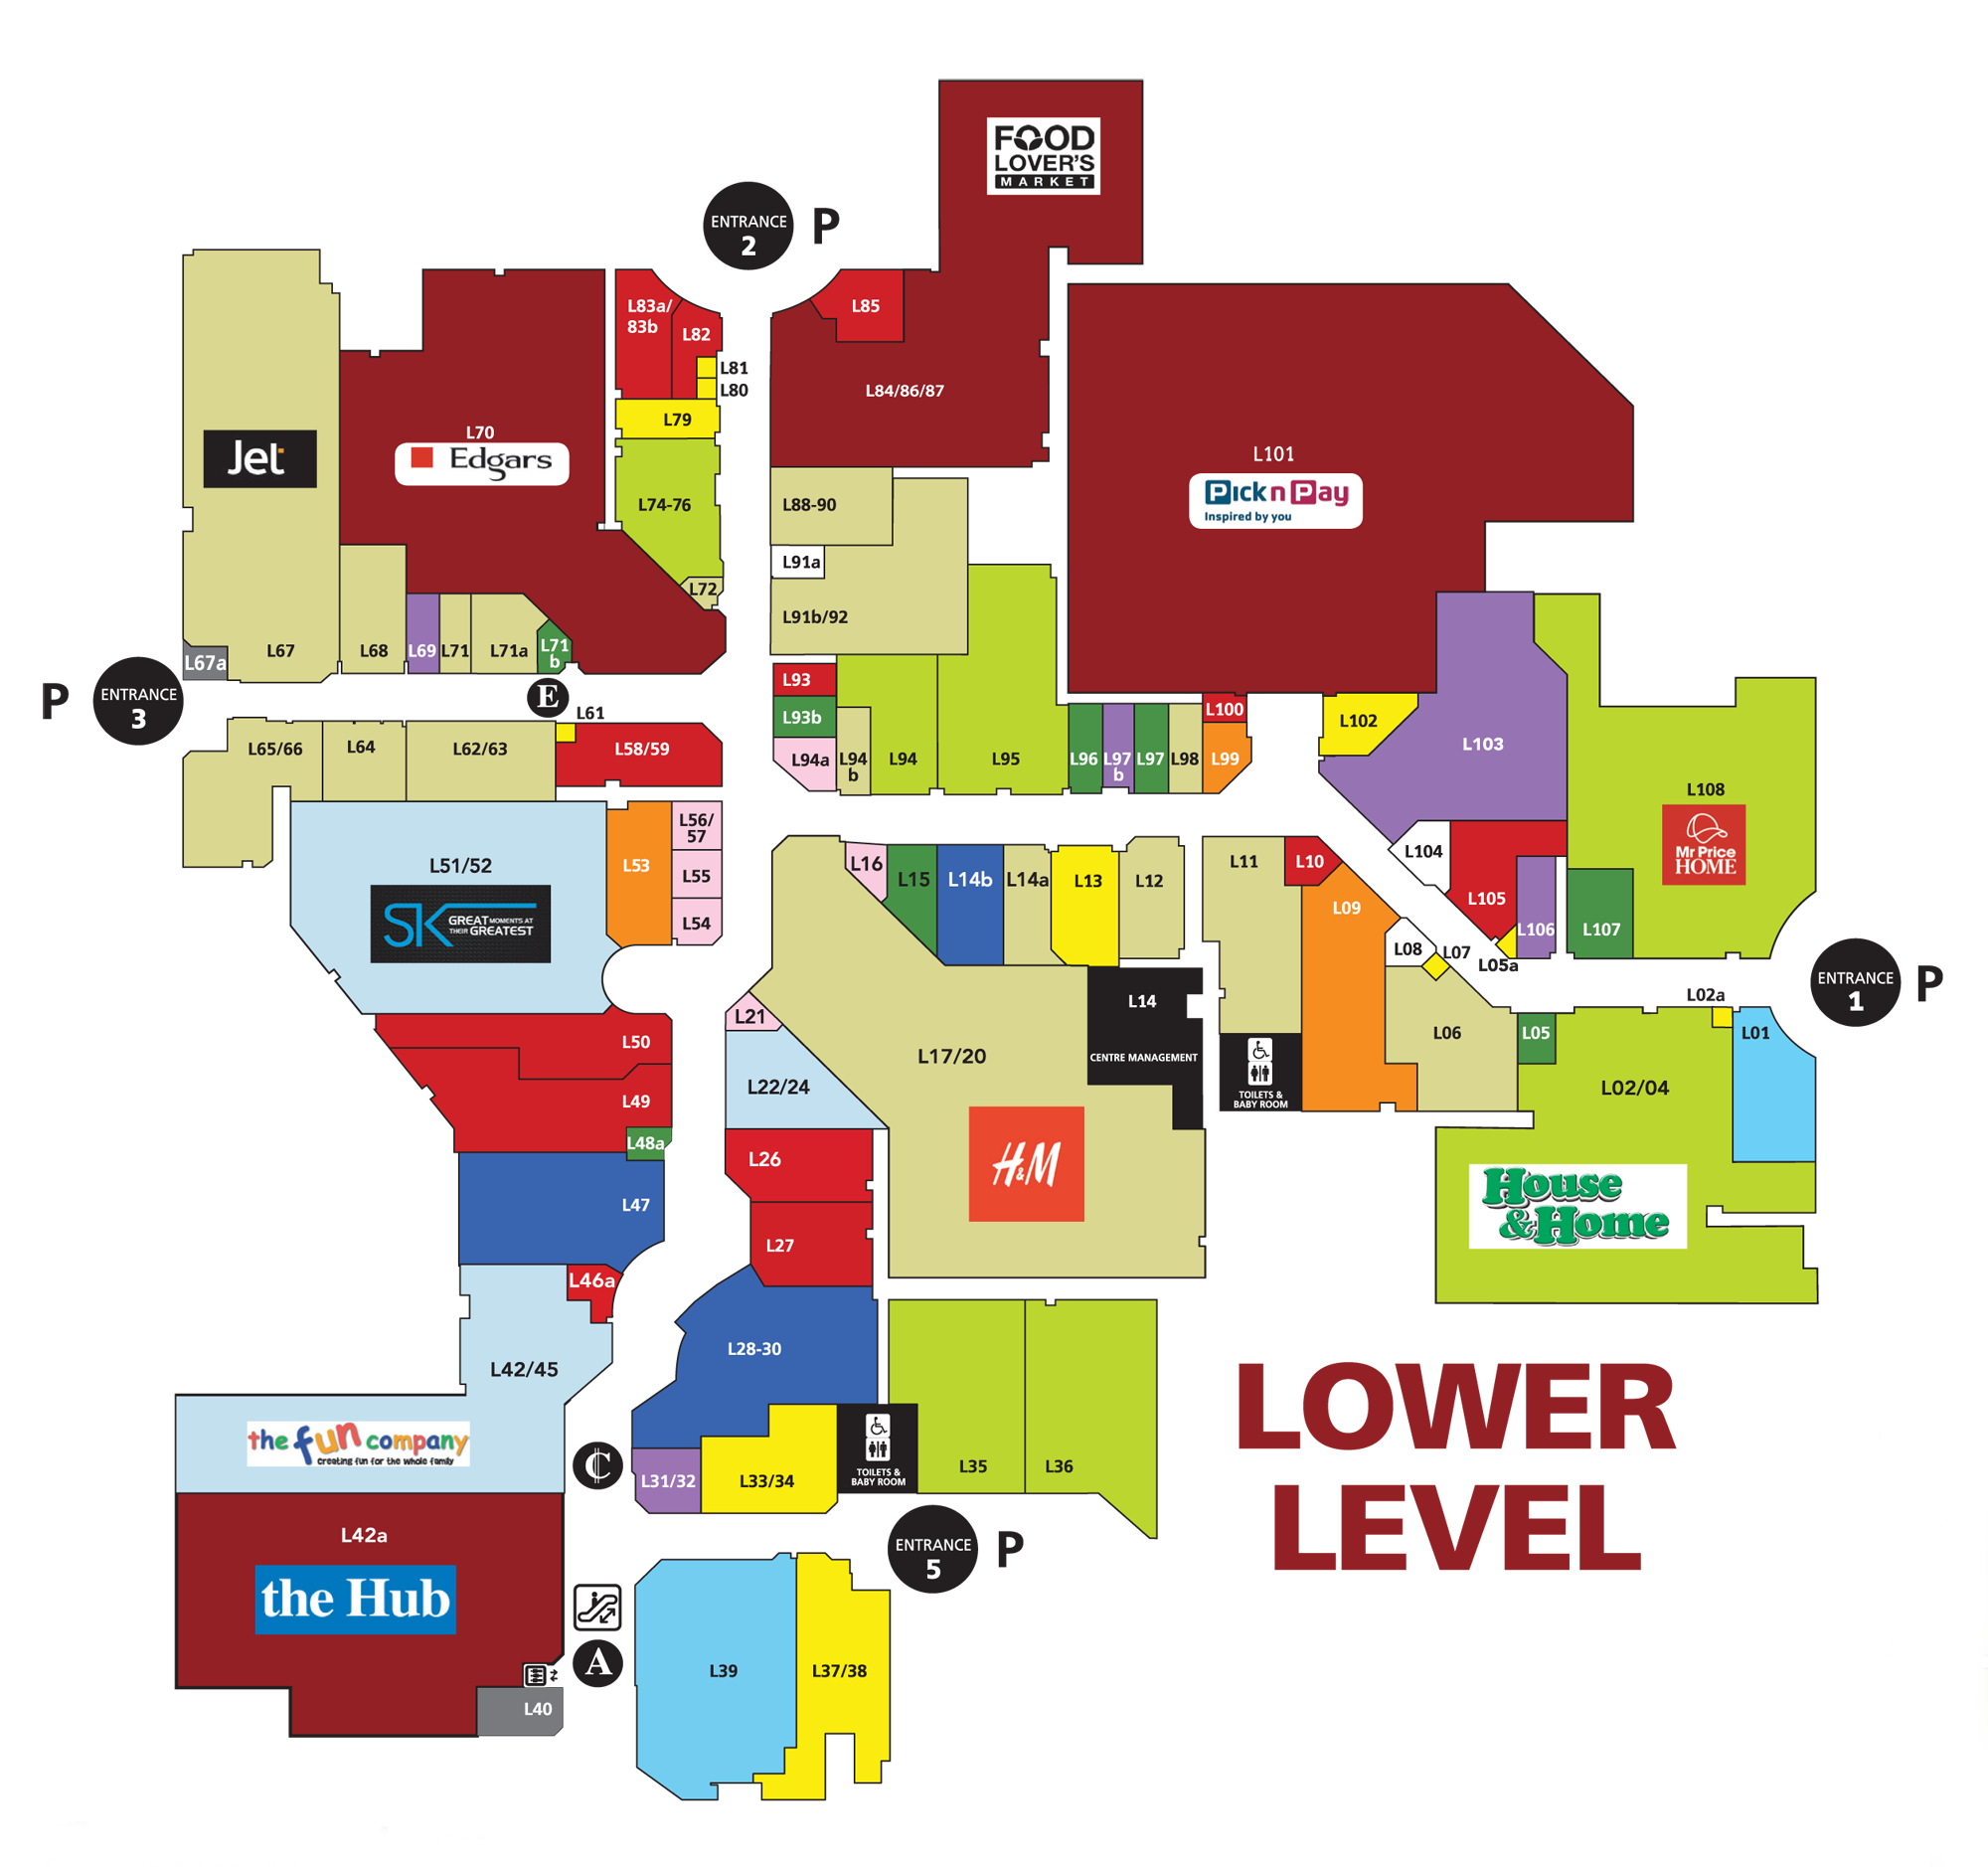 FOOD
LOVER'S
MARKET
ENTRANCE
2
P
L83a/
83b
L82
L85
L81
L80
L84/86/87
L79
L70
Edgars
Jet
L101
Pick n Pay
Inspired by you
L74-76
L88-90
L91a
L72
L91b/92
L67a
L67
L68
L69
L71
L71a
L71
b
L93
L93b
L94a
L94
b
L94
L95
L96
L97
b
L97
L98
L100
L99
L102
L103
L108
Mr Price
HOME
P
ENTRANCE
3
E
L61
L65/66
L64
L62/63
L58/59
L51/52
SK
GREAT MOMENTS AT
THEIR GREATEST
L53
L56/
57
L55
L54
L16
L15
L14b
L14a
L13
L12
L11
L10
L09
L104
L105
L106
L107
L08
L07
L05a
ENTRANCE
1
P
L02a
L01
L05
L06
L02/04
House
& Home
L14
CENTRE MANAGEMENT
TOILETS &
BABY ROOM
L21
L17/20
L22/24
H&M
L50
L49
L48a
L47
L46a
L26
L27
L28-30
L42/45
the fun company
creating fun for the whole family
C
L31/32
L33/34
TOILETS &
BABY ROOM
L35
L36
LOWER
LEVEL
L42a
the Hub
ENTRANCE
5
P
A
L40
L39
L37/38